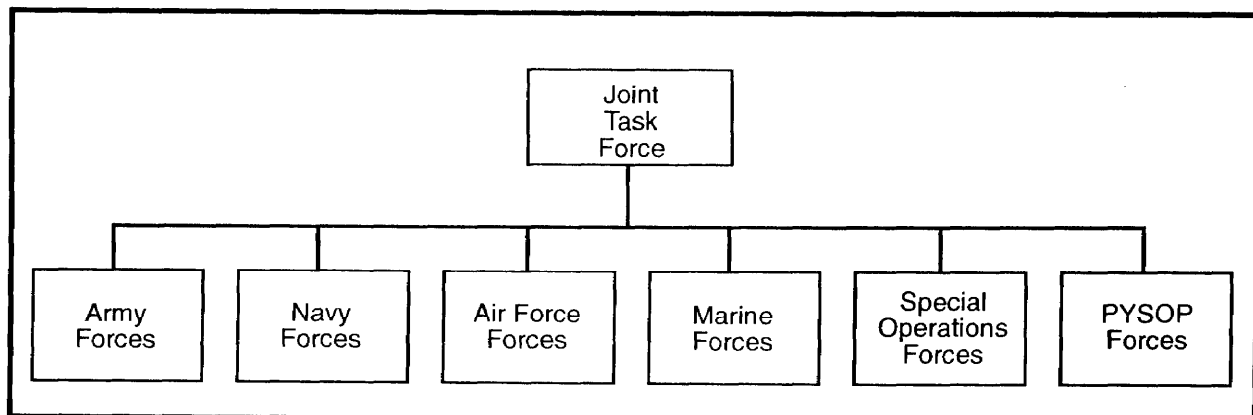 Joint
Task
Force
Army
Forces
Navy
Forces
Air Force
Forces
Marine
Forces
Special
Operations
Forces
PYSOP
Forces